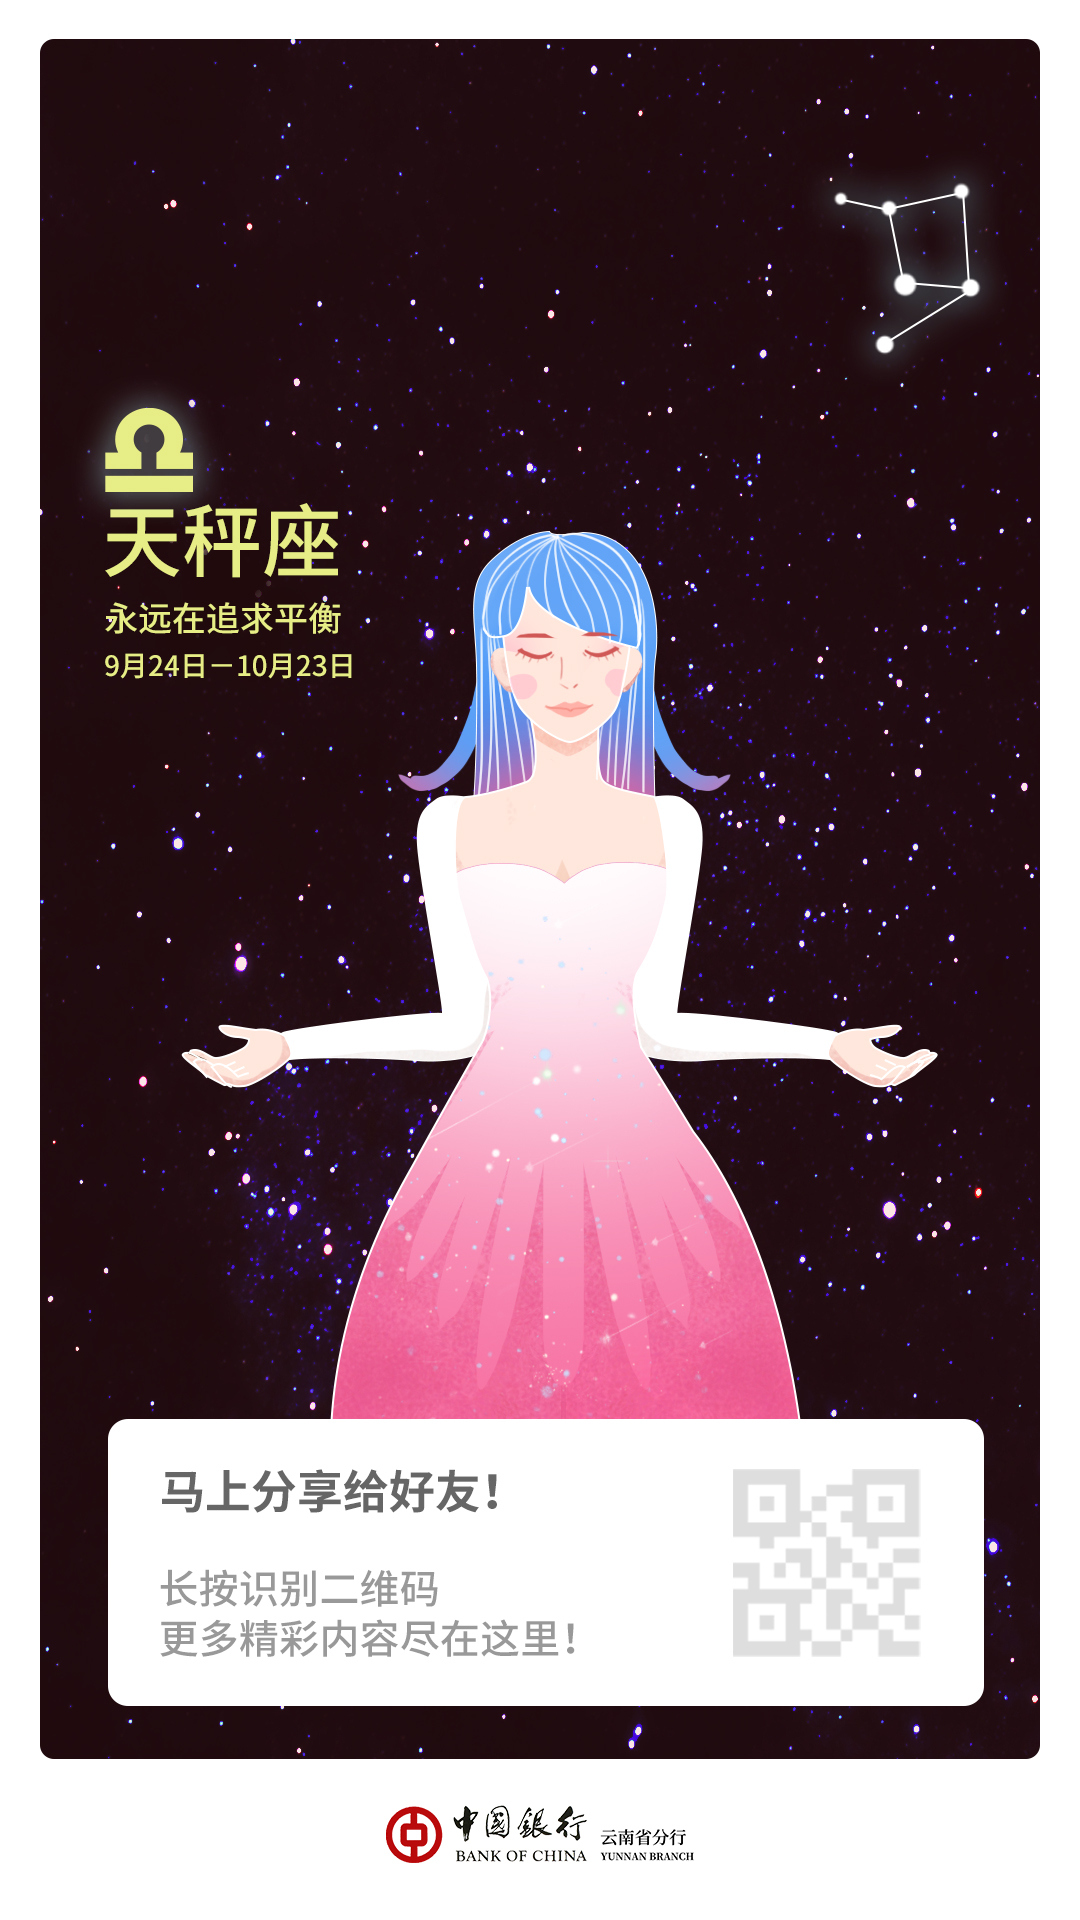 天秤座
永远在追求平衡
9月24日－10月23日
马上分享给好友！
长按识别二维码
更多精彩内容尽在这里！
中國銀行
BANK OF CHINA
云南省分行
YUNNAN BRANCH